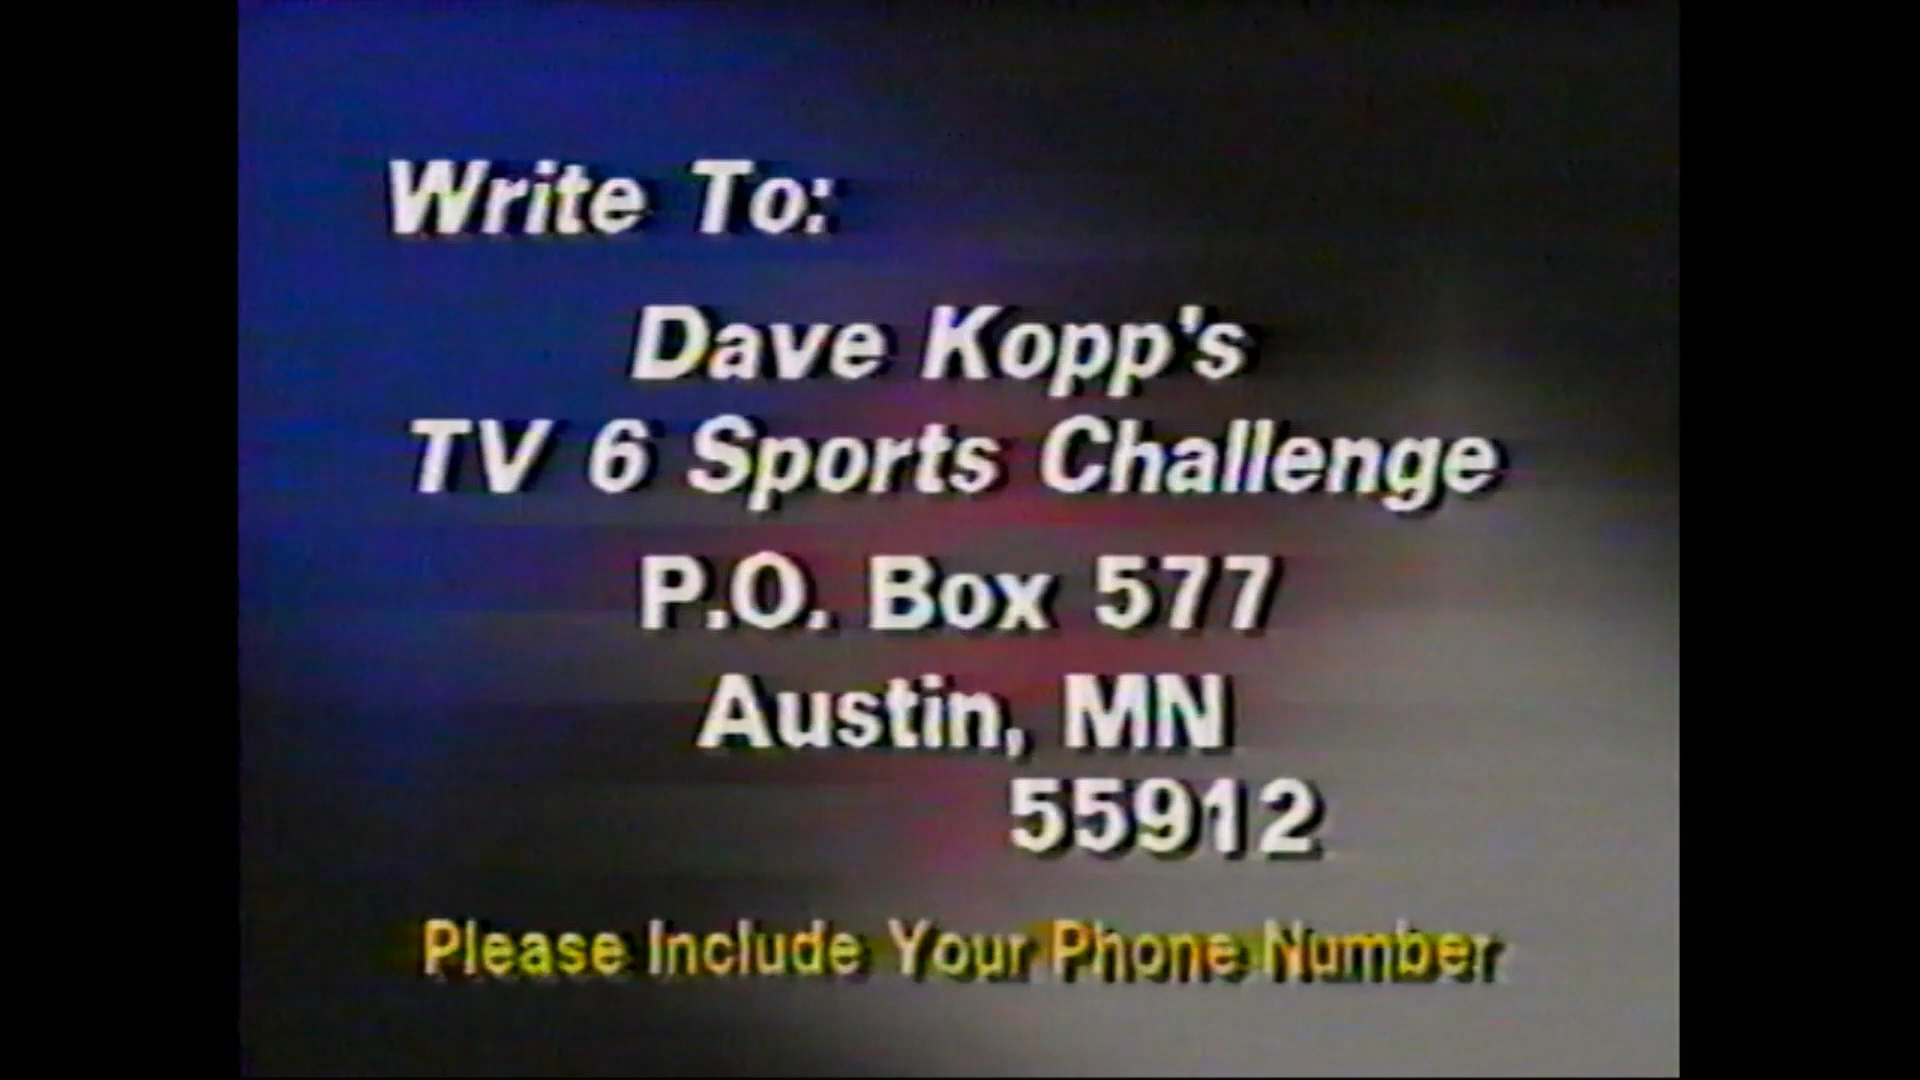 Write To:
Dave Kopp's
TV 6 Sports Challenge
P.O. Box 577
Austin, MN
55912
Please Include Your Phone Number